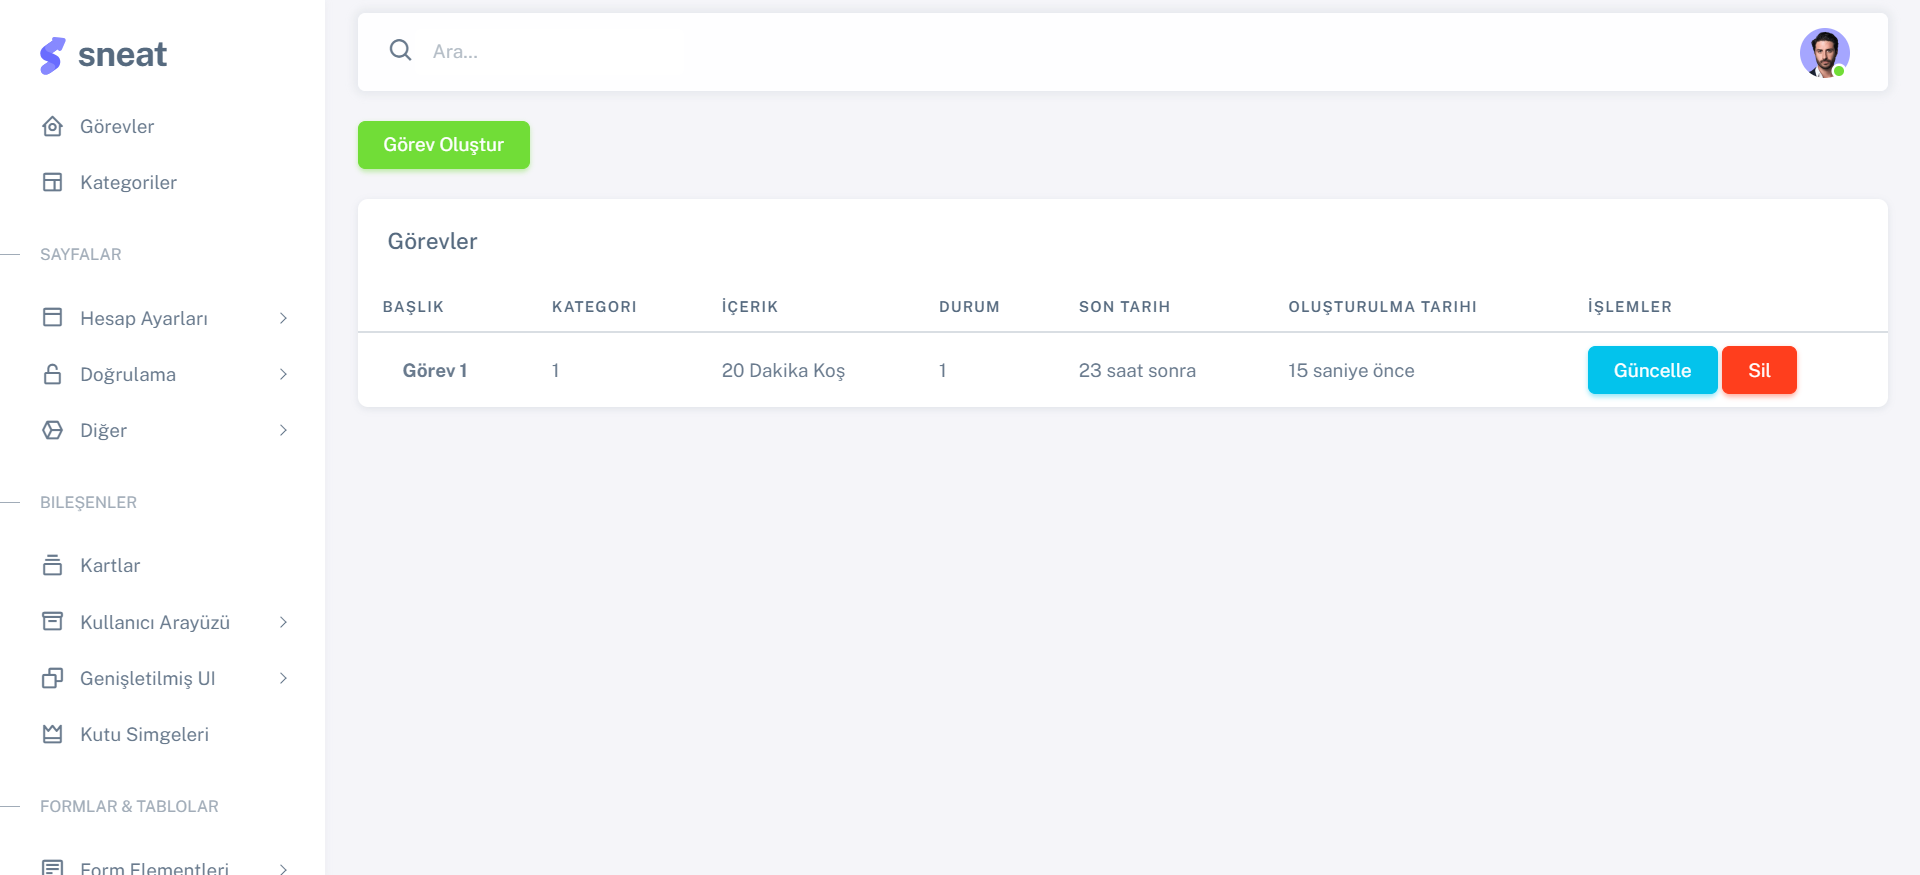 sneat
Görevler
Kategoriler
SAYFALAR
Hesap Ayarları
Doğrulama
Diğer
BILEŞENLER
Kartlar
Kullanıcı Arayüzü
Genişletilmiş UI
Kutu Simgeleri
FORMLAR & TABLOLAR
Form Elementleri
Ara...
Görev Oluştur
Görevler
BAŞLIK KATEGORI İÇERIK DURUM SON TARIH OLUŞTURULMA TARIHI İŞLEMLER
Görev 1 1 20 Dakika Koş 1 23 saat sonra 15 saniye önce Güncelle Sil